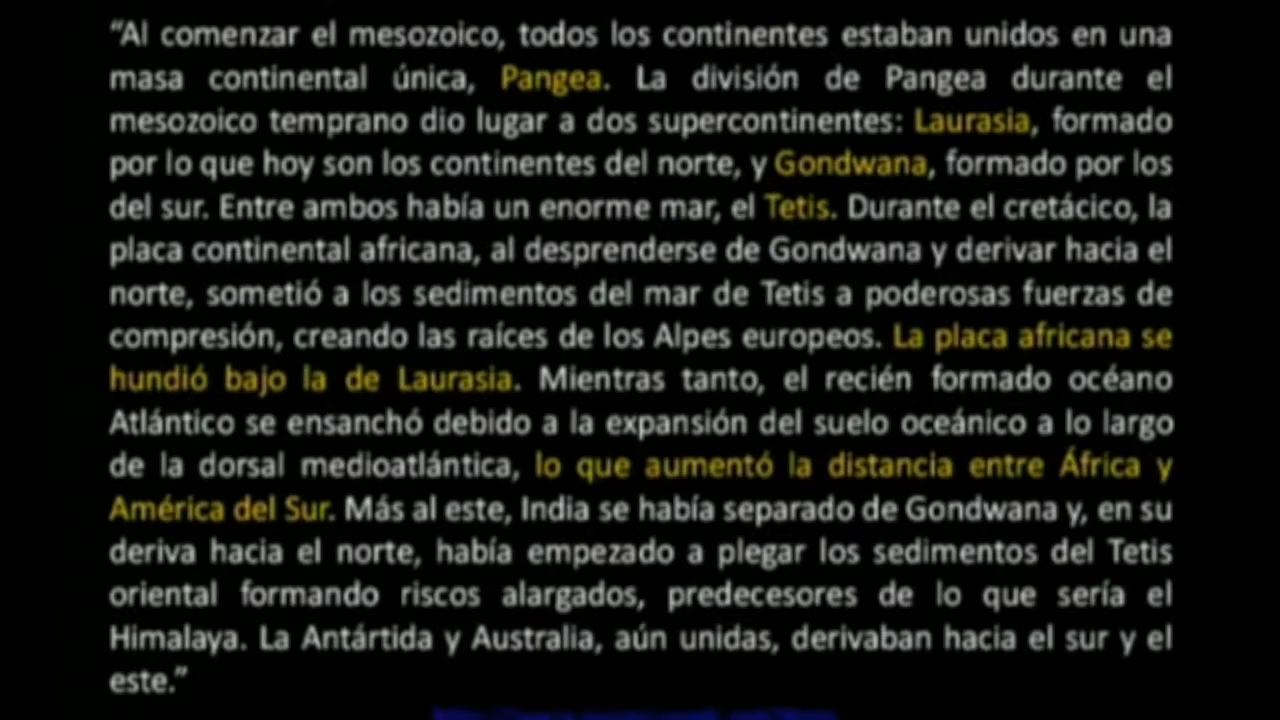 “Al comenzar el mesozoico, todos los continentes estaban unidos en una
masa continental única, Pangea. La división de Pangea durante el
mesozoico temprano dio lugar a dos supercontinentes: Laurasia, formado
por lo que hoy son los continentes del norte, y Gondwana, formado por los
del sur. Entre ambos había un enorme mar, el Tetis. Durante el cretácico, la
placa continental africana, al desprenderse de Gondwana y derivar hacia el
norte, sometió a los sedimentos del mar de Tetis a poderosas fuerzas de
compresión, creando las raíces de los Alpes europeos. La placa africana se
hundió bajo la de Laurasia. Mientras tanto, el recién formado océano
Atlántico se ensanchó debido a la expansión del suelo oceánico a lo largo
de la dorsal medioatlántica, lo que aumentó la distancia entre África y
América del Sur. Más al este, India se había separado de Gondwana y, en su
deriva hacia el norte, había empezado a plegar los sedimentos del Tetis
oriental formando riscos alargados, predecesores de lo que sería el
Himalaya. La Antártida y Australia, aún unidas, derivaban hacia el sur y el
este.”